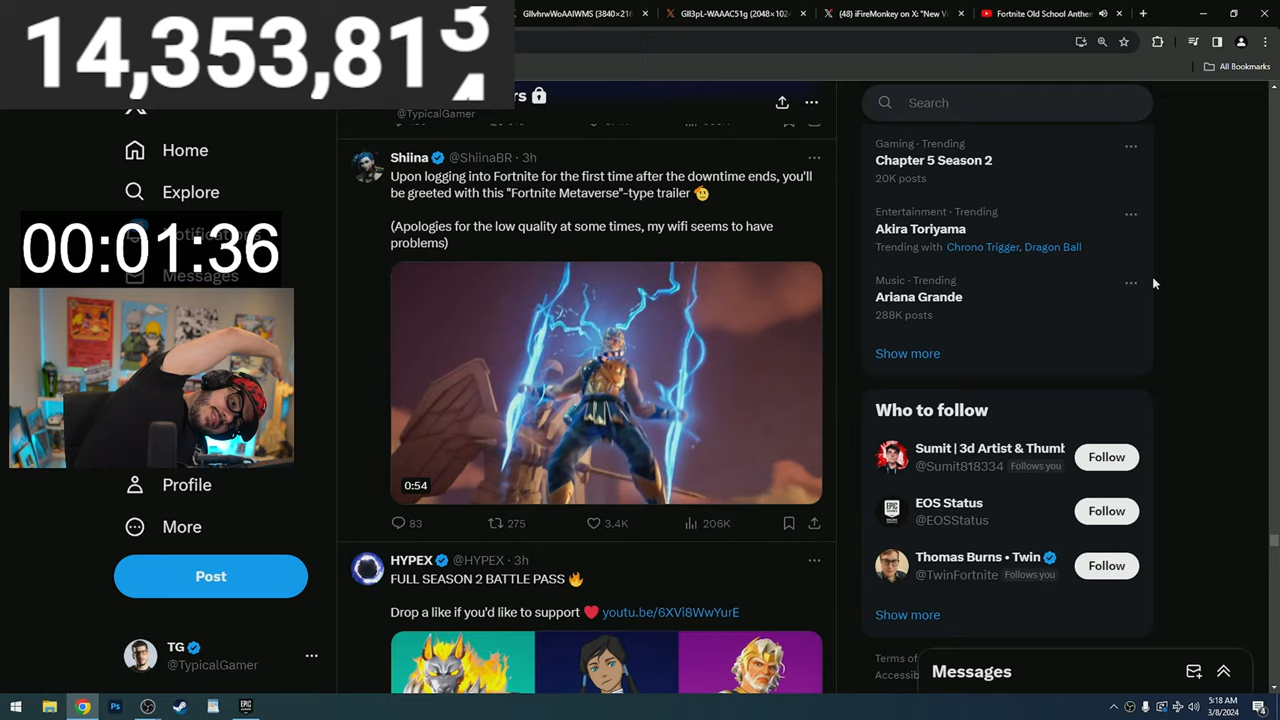 14,353,813
4
GIlvhrwWoAAIWMS (3840×216
GIl3pL-WAAAC51g (2048×102
(48) iFireMonkey on X: "New V
Fortnite Old School Anthem
All Bookmarks
rs
@TypicalGamer
Home
Explore
Notifications
Messages
00:01:36
Profile
More
Post
TG
@TypicalGamer
Shiina @ShiinaBR · 3h
Upon logging into Fortnite for the first time after the downtime ends, you'll
be greeted with this "Fortnite Metaverse"-type trailer
(Apologies for the low quality at some times, my wifi seems to have
problems)
0:54
83 275 3.4K 206K
HYPEX @HYPEX · 3h
FULL SEASON 2 BATTLE PASS
Drop a like if you'd like to support youtu.be/6XVi8WwYurE
Search
Gaming · Trending
Chapter 5 Season 2
20K posts
Entertainment · Trending
Akira Toriyama
Trending with Chrono Trigger, Dragon Ball
Music · Trending
Ariana Grande
288K posts
Show more
Who to follow
Sumit | 3d Artist & Thumb
@Sumit818334 Follows you
Follow
EOS Status
@EOSStatus
Follow
Thomas Burns • Twin
@TwinFortnite Follows you
Follow
Show more
Terms of
Accessib
Messages
5:18 AM
3/8/2024